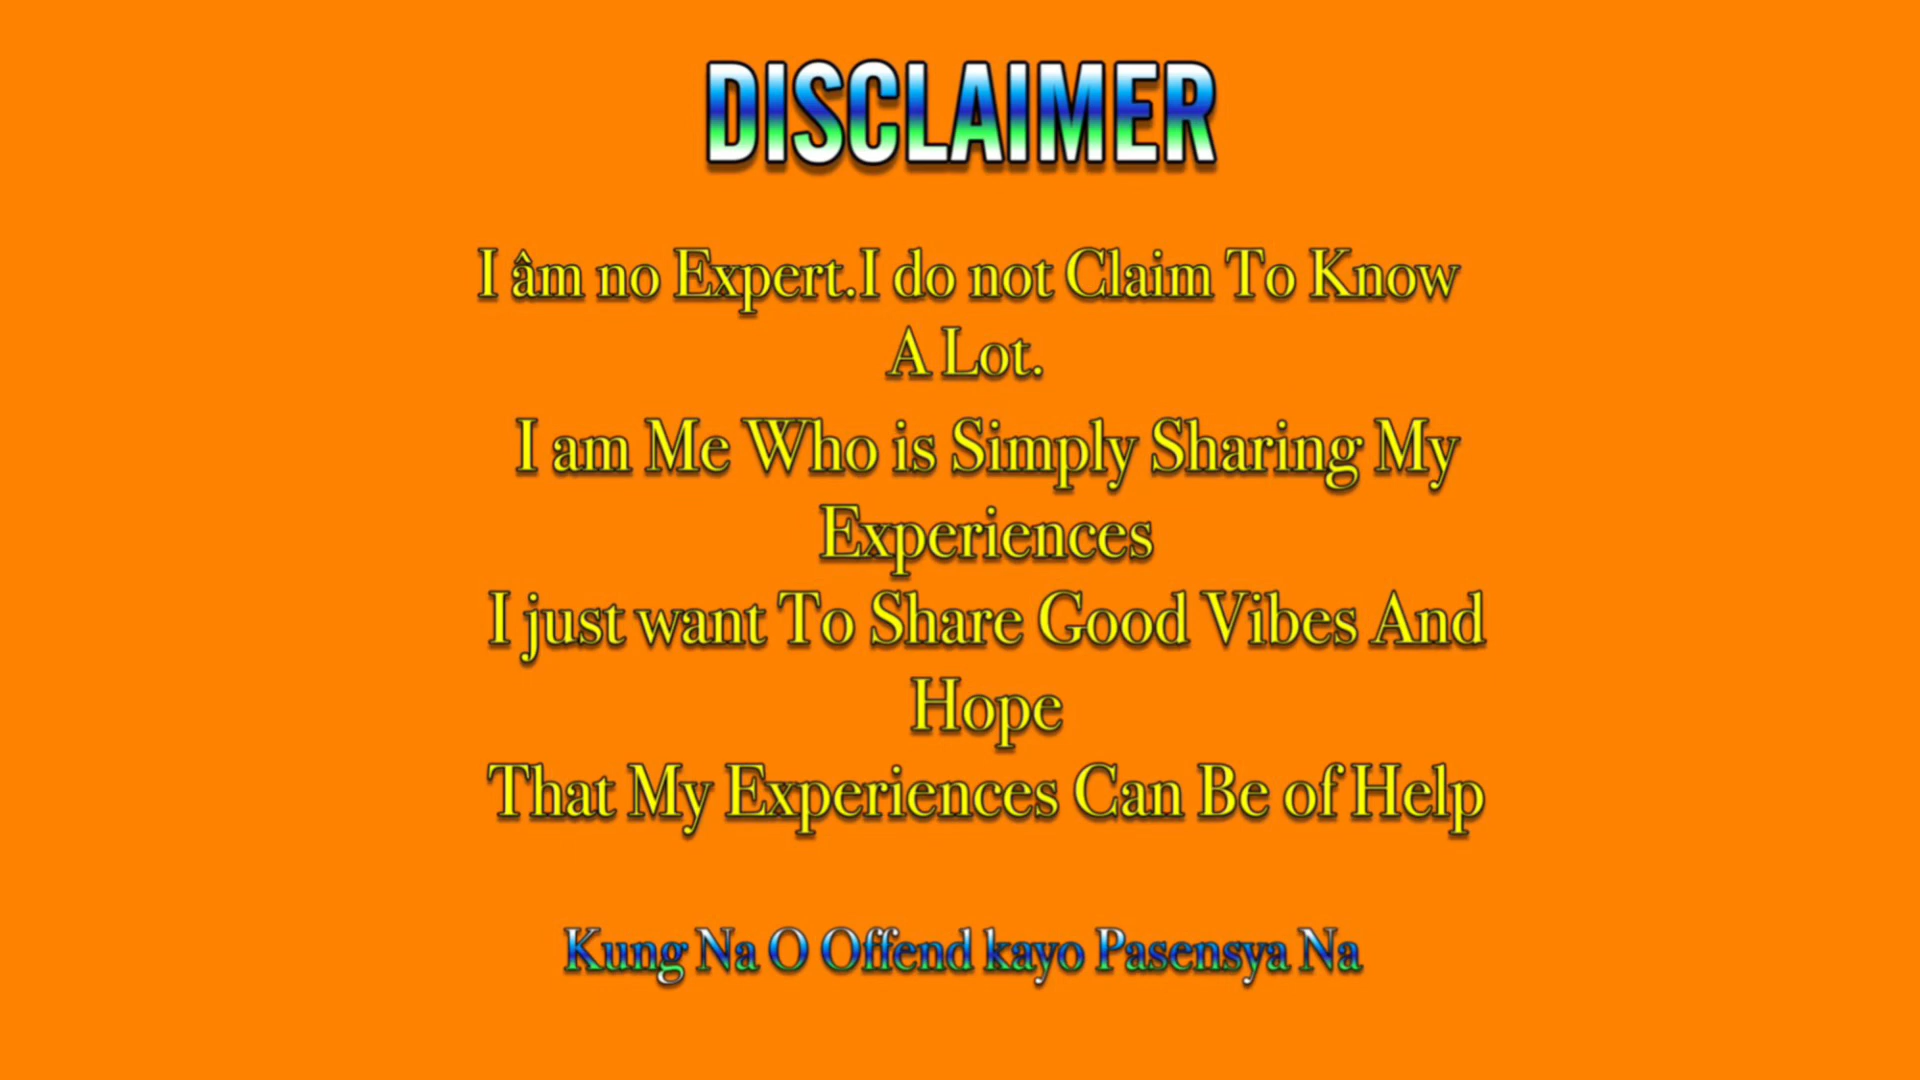 DISCLAIMER
I âm no Expert.I do not Claim To Know
A Lot.
I am Me Who is Simply Sharing My
Experiences
I just want To Share Good Vibes And
Hope
That My Experiences Can Be of Help
Kung Na O Offend kayo Pasensya Na